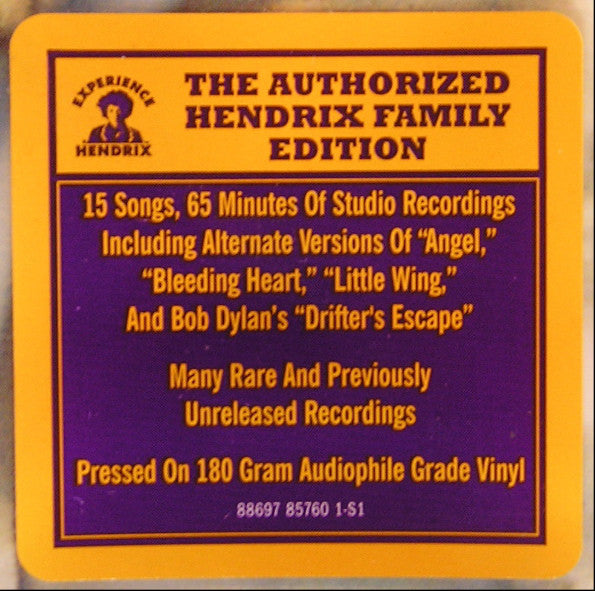 EXPERIENCE
HENDRIX
THE AUTHORIZED
HENDRIX FAMILY
EDITION
15 Songs, 65 Minutes Of Studio Recordings
Including Alternate Versions Of “Angel,”
“Bleeding Heart,” “Little Wing,”
And Bob Dylan’s “Drifter's Escape”
Many Rare And Previously
Unreleased Recordings
Pressed On 180 Gram Audiophile Grade Vinyl
88697 85760 1-S1